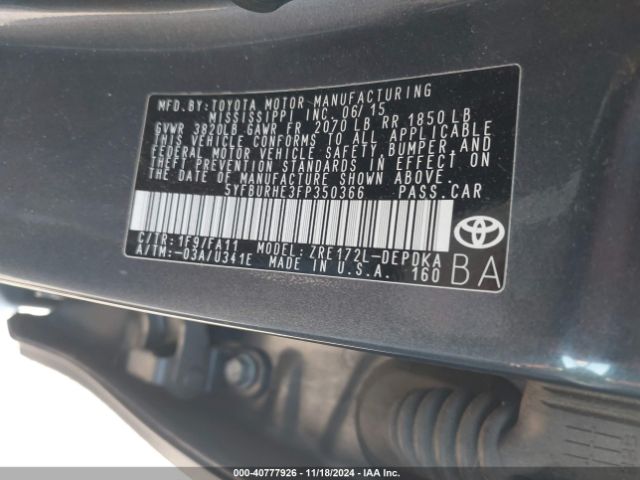 MFD.BY:TOYOTA MOTOR MANUFACTURING
MISSISSIPPI INC. 06/15
GVWR 3820LB GAWR FR 2070 LB RR 1850 LB
THIS VEHICLE CONFORMS TO ALL APPLICABLE
FEDERAL MOTOR VEHICLE SAFETY, BUMPER, AND
THEFT PREVENTION STANDARDS IN EFFECT ON
THE DATE OF MANUFACTURE SHOWN ABOVE.
5YFBURHE3FP350366 PASS.CAR
C/TR:1F9/FA11 MODEL:ZRE172L-DEPDKA
A/TM:-03A/U341E MADE IN U.S.A. 160
BA
000-40777926 - 11/18/2024 - IAAI.COM